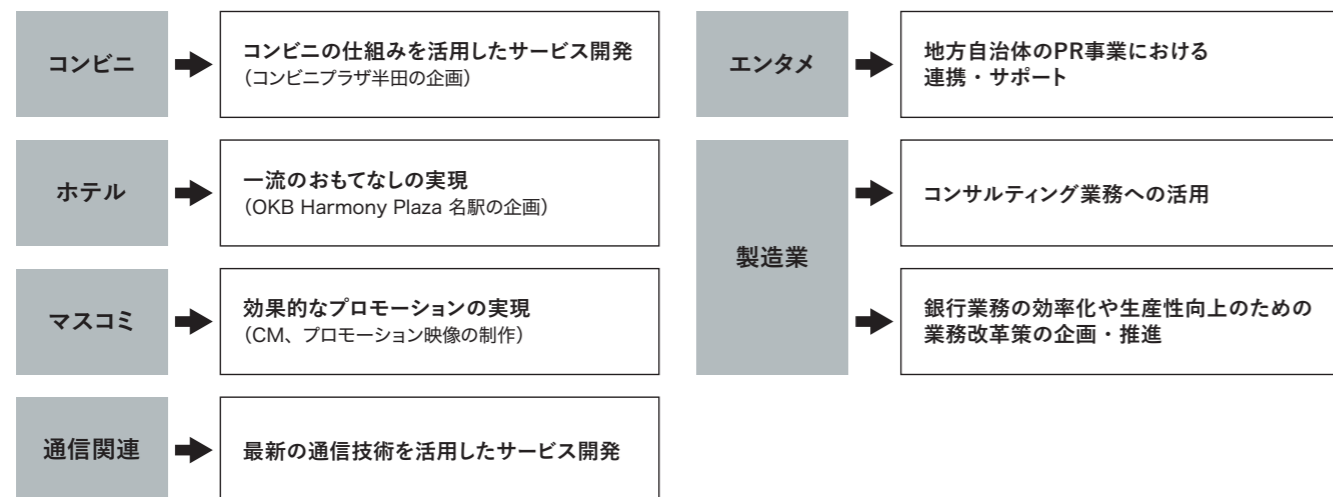 コンビニ
コンビニの仕組みを活用したサービス開発
（コンビニプラザ半田の企画）
ホテル
一流のおもてなしの実現
（OKB Harmony Plaza 名駅の企画）
マスコミ
効果的なプロモーションの実現
（CM、プロモーション映像の制作）
通信関連
最新の通信技術を活用したサービス開発
エンタメ
地方自治体のPR事業における
連携・サポート
製造業
コンサルティング業務への活用
銀行業務の効率化や生産性向上のための
業務改革策の企画・推進